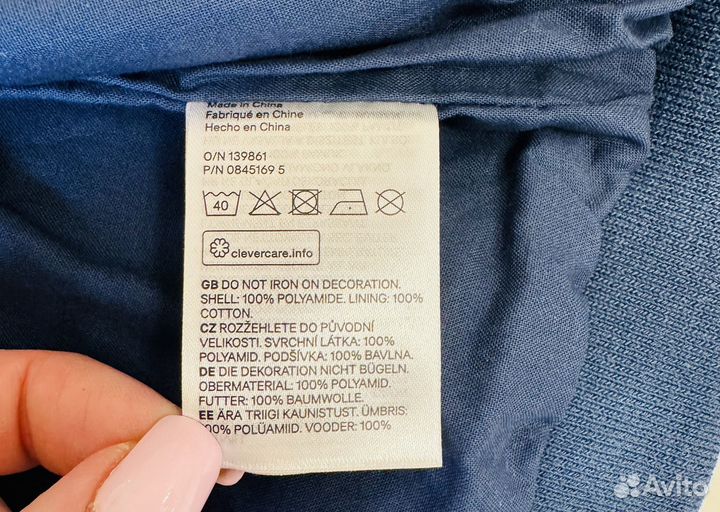 Made in China
Fabriqué en Chine
Hecho en China
O/N 139861
P/N 0845169 5
40
clevercare.info
GB DO NOT IRON ON DECORATION.
SHELL: 100% POLYAMIDE. LINING: 100%
COTTON.
CZ ROZŽEHLETE DO PŮVODNÍ
VELIKOSTI. SVRCHNÍ LÁTKA: 100%
POLYAMID. PODŠÍVKA: 100% BAVLNA.
DE DIE DEKORATION NICHT BÜGELN.
OBERMATERIAL: 100% POLYAMID.
FUTTER: 100% BAUMWOLLE.
EE ÄRA TRIIGI KAUNISTUST. ÜMBRIS:
100% POLÜAMIID. VOODER: 100%
Avito